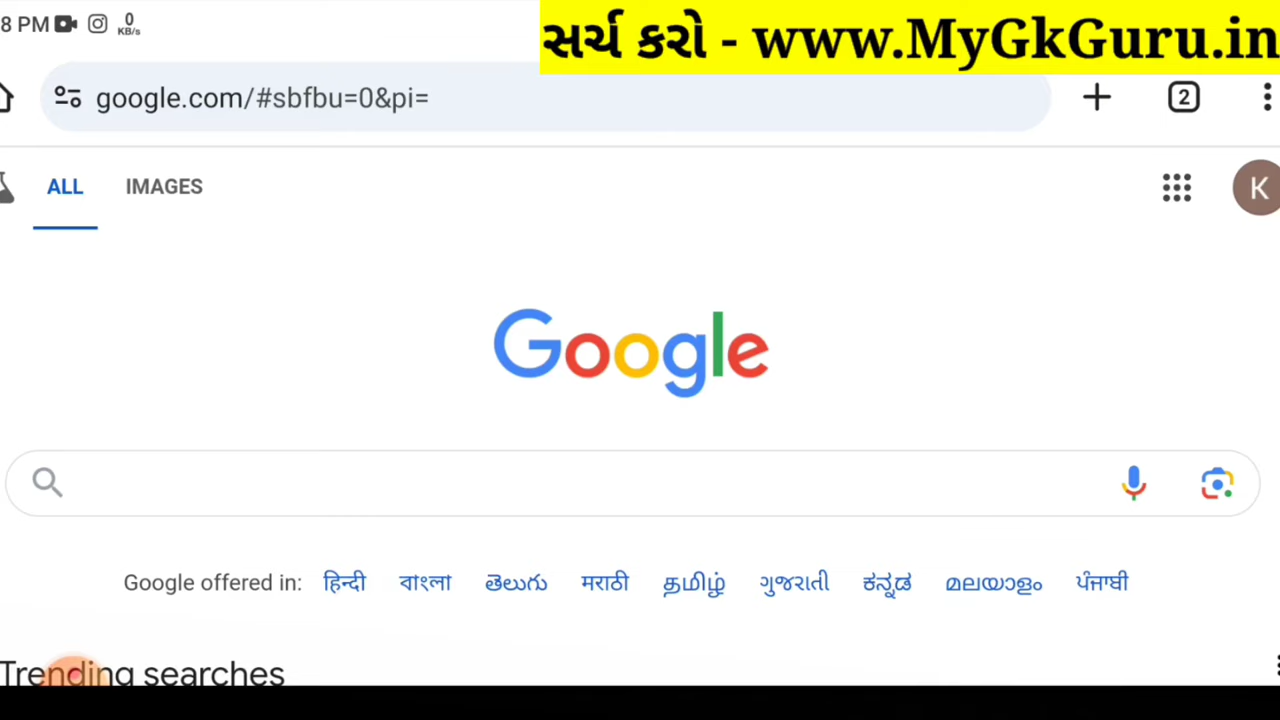 8 PM 0 KB/s
સર્ચ કરો - www.MyGkGuru.in
google.com/#sbfbu=0&pi=
2
ALL IMAGES
K
Google
Google offered in: हिन्दी বাংলা తెలుగు मराठी தமிழ் ગુજરાતી ಕನ್ನಡ മലയാളം ਪੰਜਾਬੀ
Trending searches